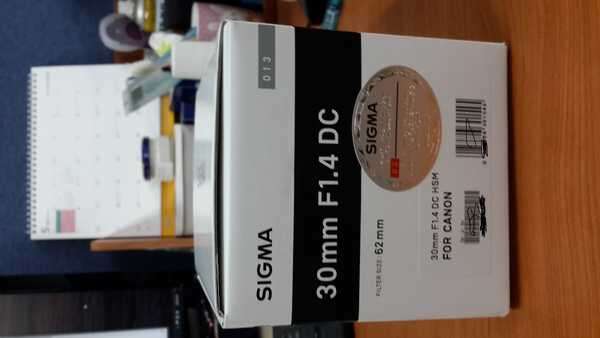 013
SIGMA
30mm F1.4 DC
SIGMA
FILTER SIZE: 62mm
30mm F1.4 DC HSM
FOR CANON